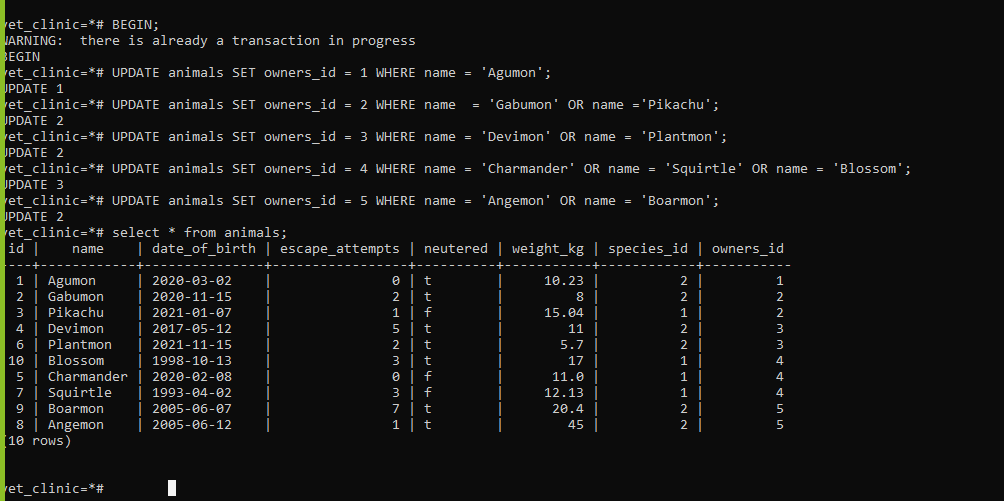 vet_clinic=*# BEGIN;
WARNING:  there is already a transaction in progress
BEGIN
vet_clinic=*# UPDATE animals SET owners_id = 1 WHERE name = 'Agumon';
UPDATE 1
vet_clinic=*# UPDATE animals SET owners_id = 2 WHERE name  = 'Gabumon' OR name ='Pikachu';
UPDATE 2
vet_clinic=*# UPDATE animals SET owners_id = 3 WHERE name = 'Devimon' OR name = 'Plantmon';
UPDATE 2
vet_clinic=*# UPDATE animals SET owners_id = 4 WHERE name = 'Charmander' OR name = 'Squirtle' OR name = 'Blossom';
UPDATE 3
vet_clinic=*# UPDATE animals SET owners_id = 5 WHERE name = 'Angemon' OR name = 'Boarmon';
UPDATE 2
vet_clinic=*# select * from animals;
 id |    name    | date_of_birth | escape_attempts | neutered | weight_kg | species_id | owners_id
----+------------+---------------+-----------------+----------+-----------+------------+-----------
  1 | Agumon     | 2020-03-02    |               0 | t        |     10.23 |          2 |         1
  2 | Gabumon    | 2020-11-15    |               2 | t        |         8 |          2 |         2
  3 | Pikachu    | 2021-01-07    |               1 | f        |     15.04 |          1 |         2
  4 | Devimon    | 2017-05-12    |               5 | t        |        11 |          2 |         3
  6 | Plantmon   | 2021-11-15    |               2 | t        |       5.7 |          2 |         3
 10 | Blossom    | 1998-10-13    |               3 | t        |        17 |          1 |         4
  5 | Charmander | 2020-02-08    |               0 | f        |      11.0 |          1 |         4
  7 | Squirtle   | 1993-04-02    |               3 | f        |     12.13 |          1 |         4
  9 | Boarmon    | 2005-06-07    |               7 | t        |      20.4 |          2 |         5
  8 | Angemon    | 2005-06-12    |               1 | t        |        45 |          2 |         5
(10 rows)
vet_clinic=*#